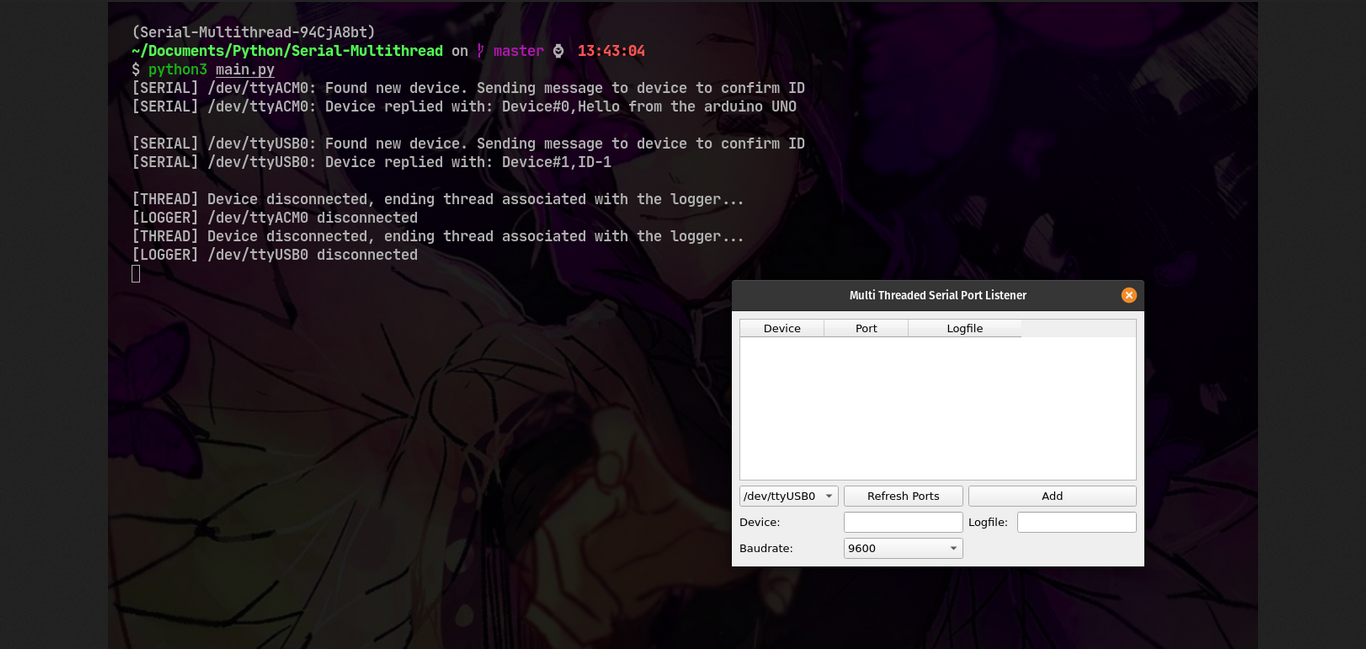 (Serial-Multithread-94CjA8bt)
~/Documents/Python/Serial-Multithread on master 13:43:04
$ python3 main.py
[SERIAL] /dev/ttyACM0: Found new device. Sending message to device to confirm ID
[SERIAL] /dev/ttyACM0: Device replied with: Device#0,Hello from the arduino UNO
[SERIAL] /dev/ttyUSB0: Found new device. Sending message to device to confirm ID
[SERIAL] /dev/ttyUSB0: Device replied with: Device#1,ID-1
[THREAD] Device disconnected, ending thread associated with the logger...
[LOGGER] /dev/ttyACM0 disconnected
[THREAD] Device disconnected, ending thread associated with the logger...
[LOGGER] /dev/ttyUSB0 disconnected
Multi Threaded Serial Port Listener
Device Port Logfile
/dev/ttyUSB0 Refresh Ports Add
Device: Logfile:
Baudrate: 9600